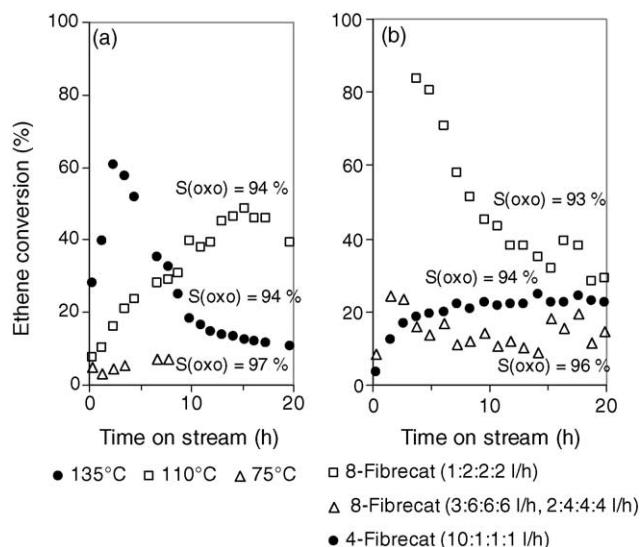 (a)
(b)
Ethene conversion (%)
100
80
60
40
20
0
S(oxo) = 94 %
S(oxo) = 94 %
S(oxo) = 97 %
0
10
20
Time on stream (h)
100
80
60
40
20
0
S(oxo) = 93 %
S(oxo) = 94 %
S(oxo) = 96 %
0
10
20
Time on stream (h)
● 135°C □ 110°C △ 75°C
□ 8-Fibrecat (1:2:2:2 l/h)
△ 8-Fibrecat (3:6:6:6 l/h, 2:4:4:4 l/h)
● 4-Fibrecat (10:1:1:1 l/h)